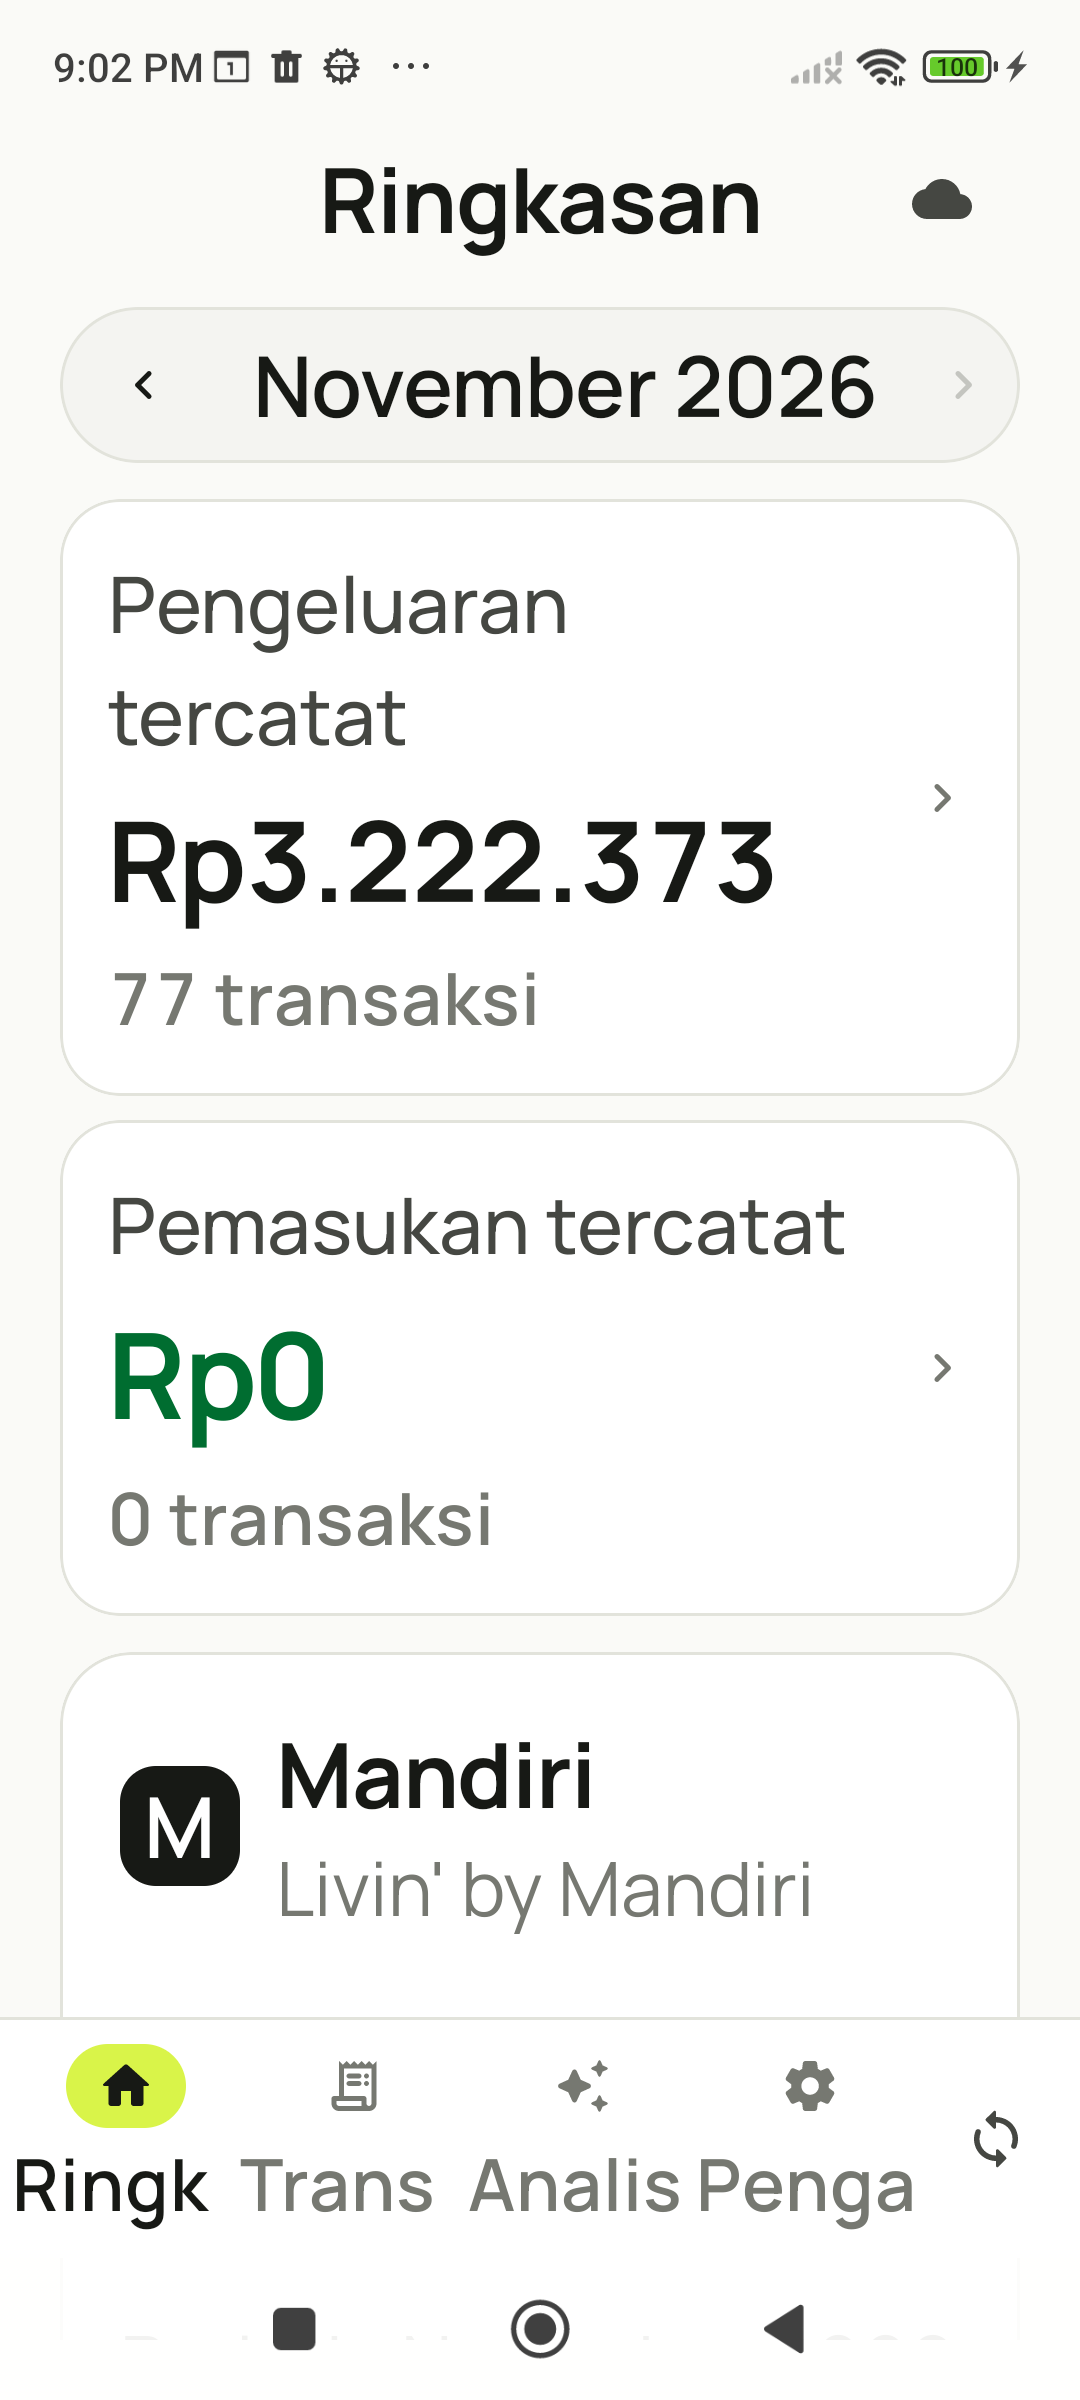 9:02 PM
100
Ringkasan
November 2026
Pengeluaran
tercatat
Rp3.222.373
77 transaksi
Pemasukan tercatat
Rp0
0 transaksi
M
Mandiri
Livin' by Mandiri
Ringk Trans Analis Penga